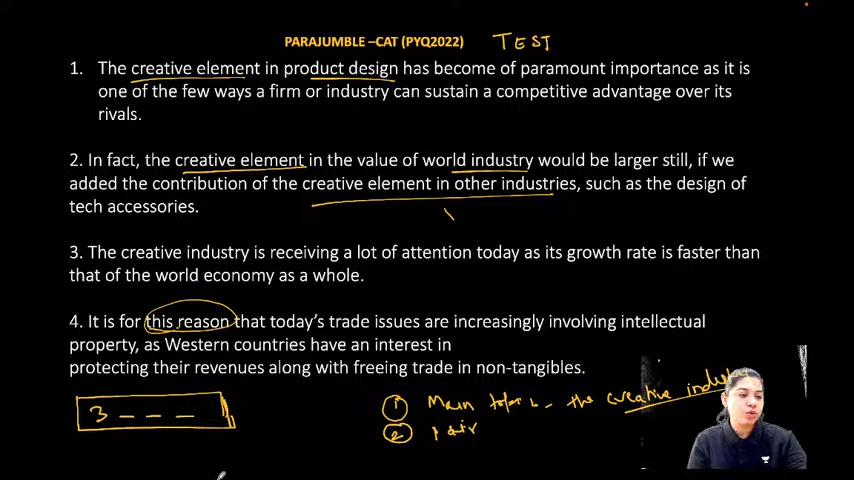 PARAJUMBLE –CAT (PYQ2022) TEST
1. The creative element in product design has become of paramount importance as it is
one of the few ways a firm or industry can sustain a competitive advantage over its
rivals.
2. In fact, the creative element in the value of world industry would be larger still, if we
added the contribution of the creative element in other industries, such as the design of
tech accessories.
3. The creative industry is receiving a lot of attention today as its growth rate is faster than
that of the world economy as a whole.
4. It is for this reason that today's trade issues are increasingly involving intellectual
property, as Western countries have an interest in
protecting their revenues along with freeing trade in non-tangibles.
3 _ _ _
1 Main - the creative industry
2 pair